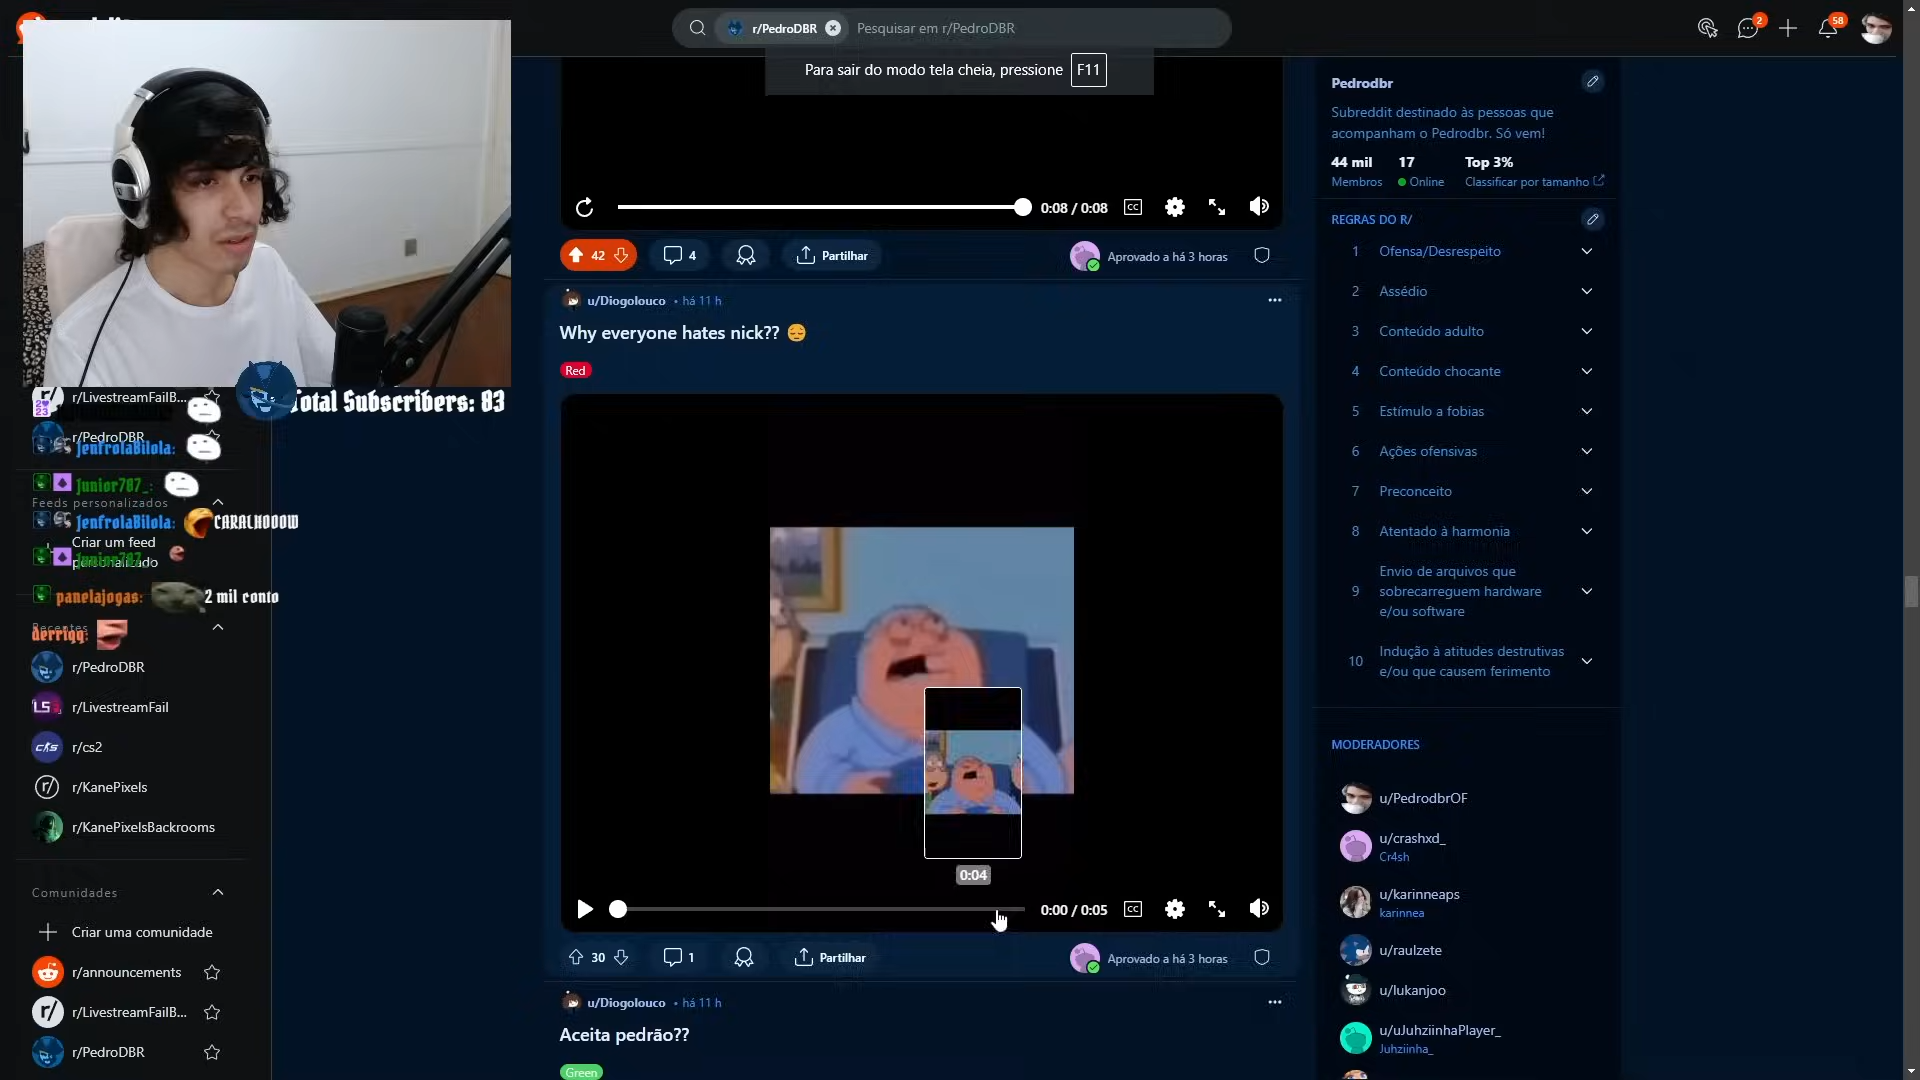 r/PedroDBR
Pesquisar em r/PedroDBR
2
58
Para sair do modo tela cheia, pressione F11
0:08 / 0:08
CC
42
4
Partilhar
Aprovado a há 3 horas
u/Diogolouco • há 11 h
Why everyone hates nick??
Red
0:04
0:00 / 0:05
CC
30
1
Partilhar
Aprovado a há 3 horas
u/Diogolouco • há 11 h
Aceita pedrão??
Green
Total Subscribers: 83
r/LivestreamFailB...
r/PedroDBR
JenfrolaBilola:
Junior787_:
Feeds personalizados
JenfrolaBilola: CARALHOOOW
Criar um feed
personalizado
Junior787_
panelajogas: 2 mil conto
Recentes
derriqq:
r/PedroDBR
r/LivestreamFail
r/cs2
r/KanePixels
r/KanePixelsBackrooms
Comunidades
Criar uma comunidade
r/announcements
r/LivestreamFailB...
r/PedroDBR
Pedrodbr
Subreddit destinado às pessoas que
acompanham o Pedrodbr. Só vem!
44 mil 17 Top 3%
Membros Online Classificar por tamanho
REGRAS DO R/
1 Ofensa/Desrespeito
2 Assédio
3 Conteúdo adulto
4 Conteúdo chocante
5 Estímulo a fobias
6 Ações ofensivas
7 Preconceito
8 Atentado à harmonia
9 Envio de arquivos que
sobrecarreguem hardware
e/ou software
10 Indução à atitudes destrutivas
e/ou que causem ferimento
MODERADORES
u/PedrodbrOF
u/crashxd_
Cr4sh
u/karinneaps
karinnea
u/raulzete
u/lukanjoo
u/uJuhziinhaPlayer_
Juhziinha_